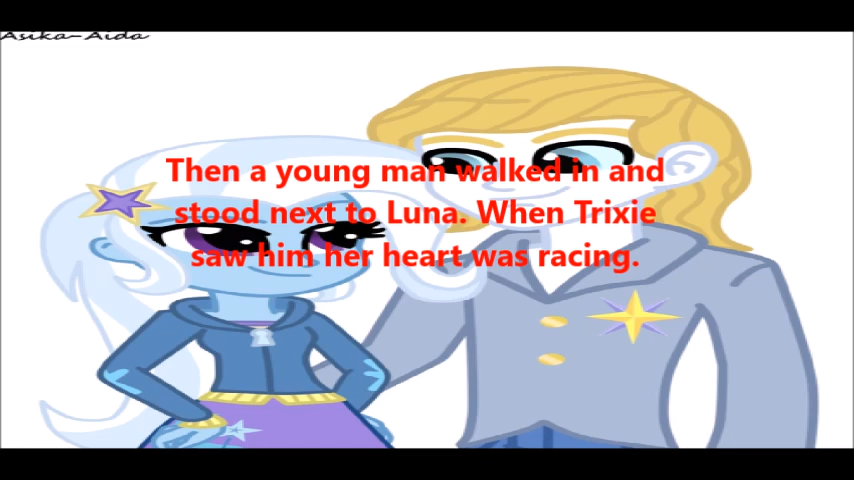 Asika-Aida
Then a young man walked in and
stood next to Luna. When Trixie
saw him her heart was racing.